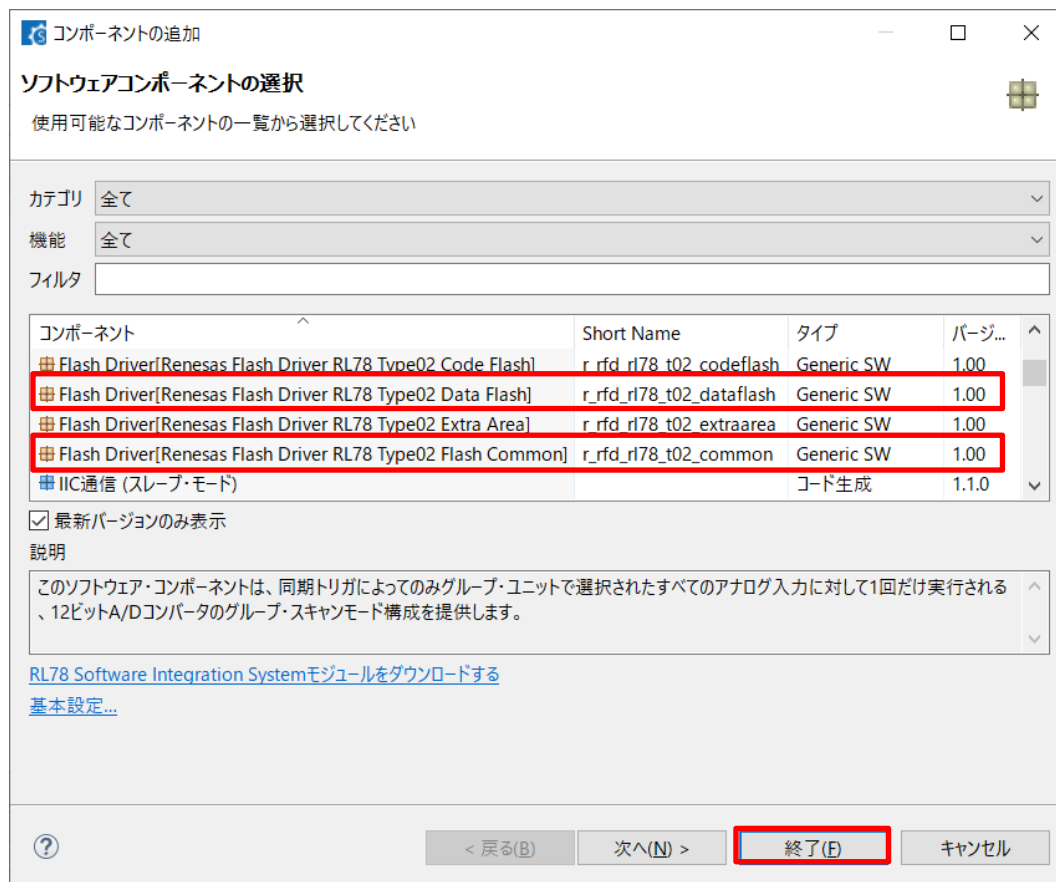 コンポーネントの追加
ソフトウェアコンポーネントの選択
使用可能なコンポーネントの一覧から選択してください
カテゴリ 全て
機能 全て
フィルタ
コンポーネント Short Name タイプ バージ...
Flash Driver[Renesas Flash Driver RL78 Type02 Code Flash] r_rfd_rl78_t02_codeflash Generic SW 1.00
Flash Driver[Renesas Flash Driver RL78 Type02 Data Flash] r_rfd_rl78_t02_dataflash Generic SW 1.00
Flash Driver[Renesas Flash Driver RL78 Type02 Extra Area] r_rfd_rl78_t02_extraarea Generic SW 1.00
Flash Driver[Renesas Flash Driver RL78 Type02 Flash Common] r_rfd_rl78_t02_common Generic SW 1.00
IIC通信 (スレーブ・モード) コード生成 1.1.0
最新バージョンのみ表示
説明
このソフトウェア・コンポーネントは、同期トリガによってのみグループ・ユニットで選択されたすべてのアナログ入力に対して1回だけ実行される
、12ビットA/Dコンバータのグループ・スキャンモード構成を提供します。
RL78 Software Integration Systemモジュールをダウンロードする
基本設定...
? < 戻る(B) 次へ(N) > 終了(F) キャンセル